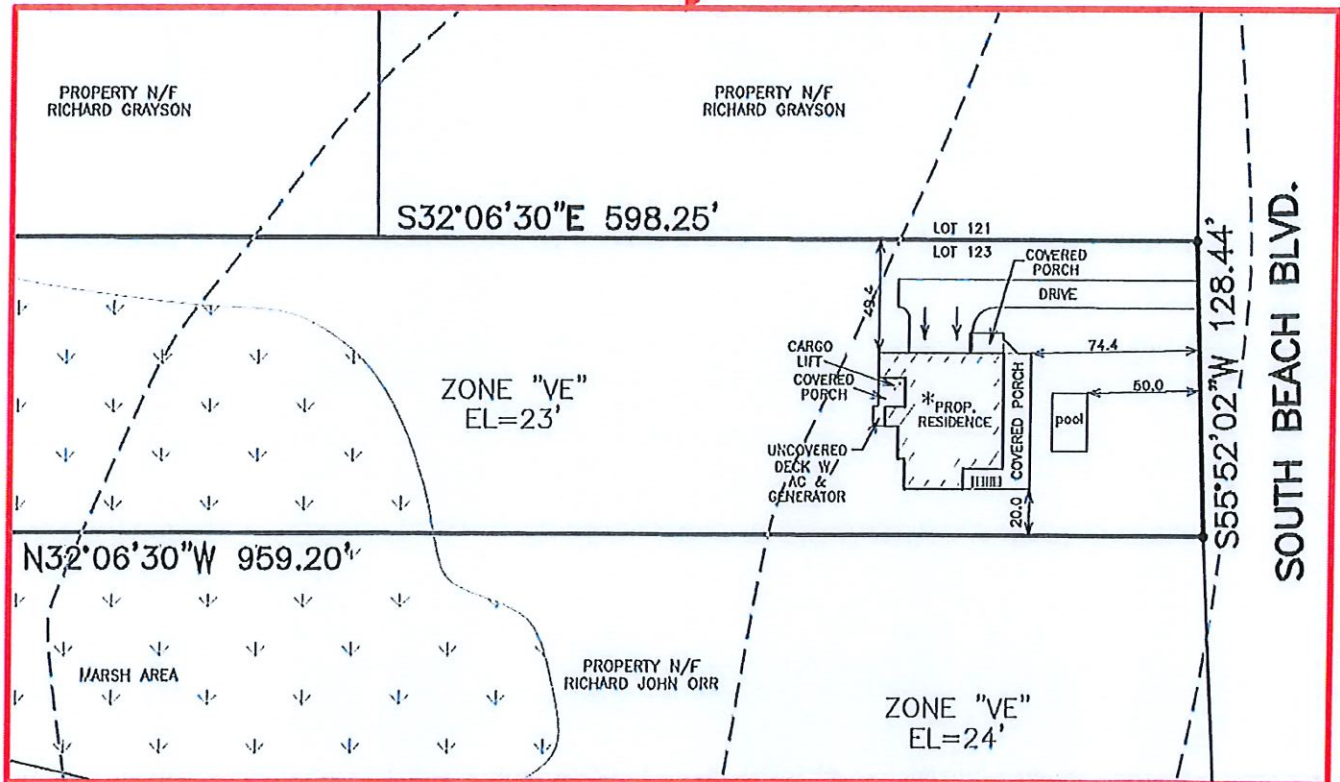 PROPERTY N/F
RICHARD GRAYSON
PROPERTY N/F
RICHARD GRAYSON
S32°06'30"E 598.25'
LOT 121
LOT 123
COVERED
PORCH
DRIVE
49.4
74.4
CARGO
LIFT
COVERED
PORCH
ZONE "VE"
EL=23'
*PROP.
RESIDENCE
COVERED PORCH
50.0
pool
UNCOVERED
DECK W/
AC &
GENERATOR
20.0
S55°52'02"W 128.44'
SOUTH BEACH BLVD.
N32°06'30"W 959.20'
MARSH AREA
PROPERTY N/F
RICHARD JOHN ORR
ZONE "VE"
EL=24'